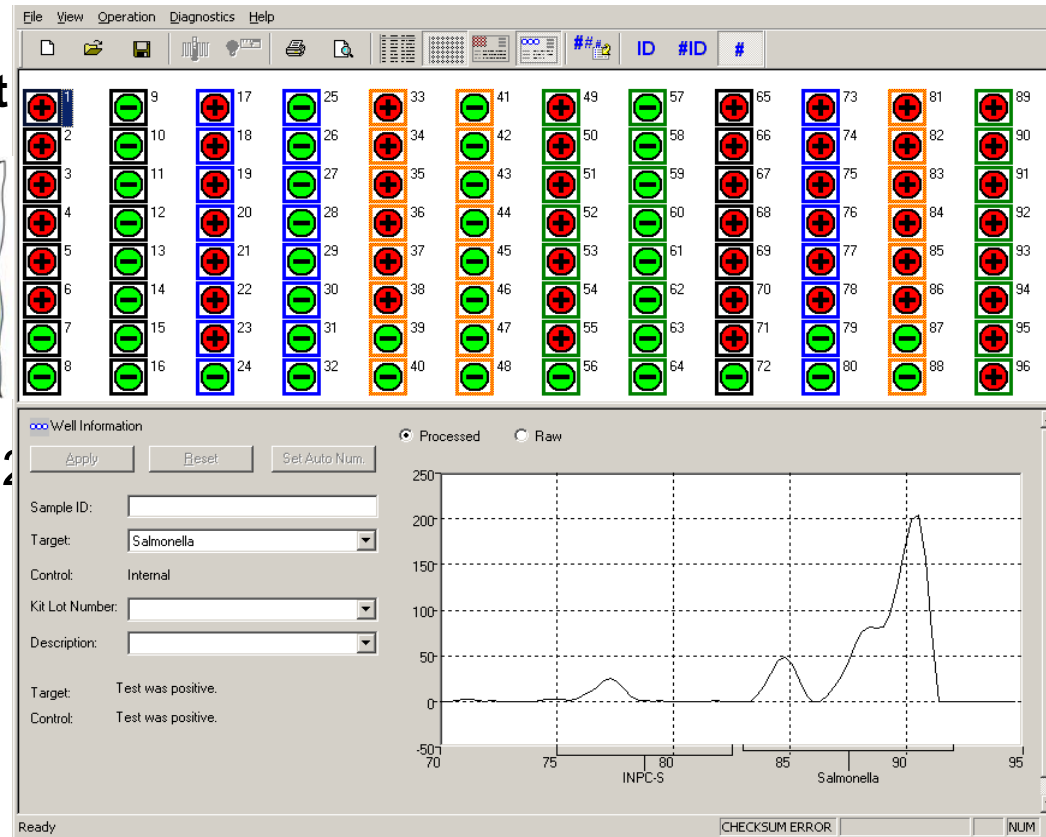 File View Operation Diagnostics Help
##.#? ID #ID #
t
1 9 17 25 33 41 49 57 65 73 81 89
2 10 18 26 34 42 50 58 66 74 82 90
3 11 19 27 35 43 51 59 67 75 83 91
4 12 20 28 36 44 52 60 68 76 84 92
5 13 21 29 37 45 53 61 69 77 85 93
6 14 22 30 38 46 54 62 70 78 86 94
7 15 23 31 39 47 55 63 71 79 87 95
8 16 24 32 40 48 56 64 72 80 88 96
Well Information
Processed Raw
Apply Reset Set Auto Num.
2
Sample ID:
Target: Salmonella
Control: Internal
Kit Lot Number:
Description:
Target: Test was positive.
Control: Test was positive.
250
200
150
100
50
0
-50
70 75 80 85 90 95
INPC-S Salmonella
Ready CHECKSUM ERROR NUM